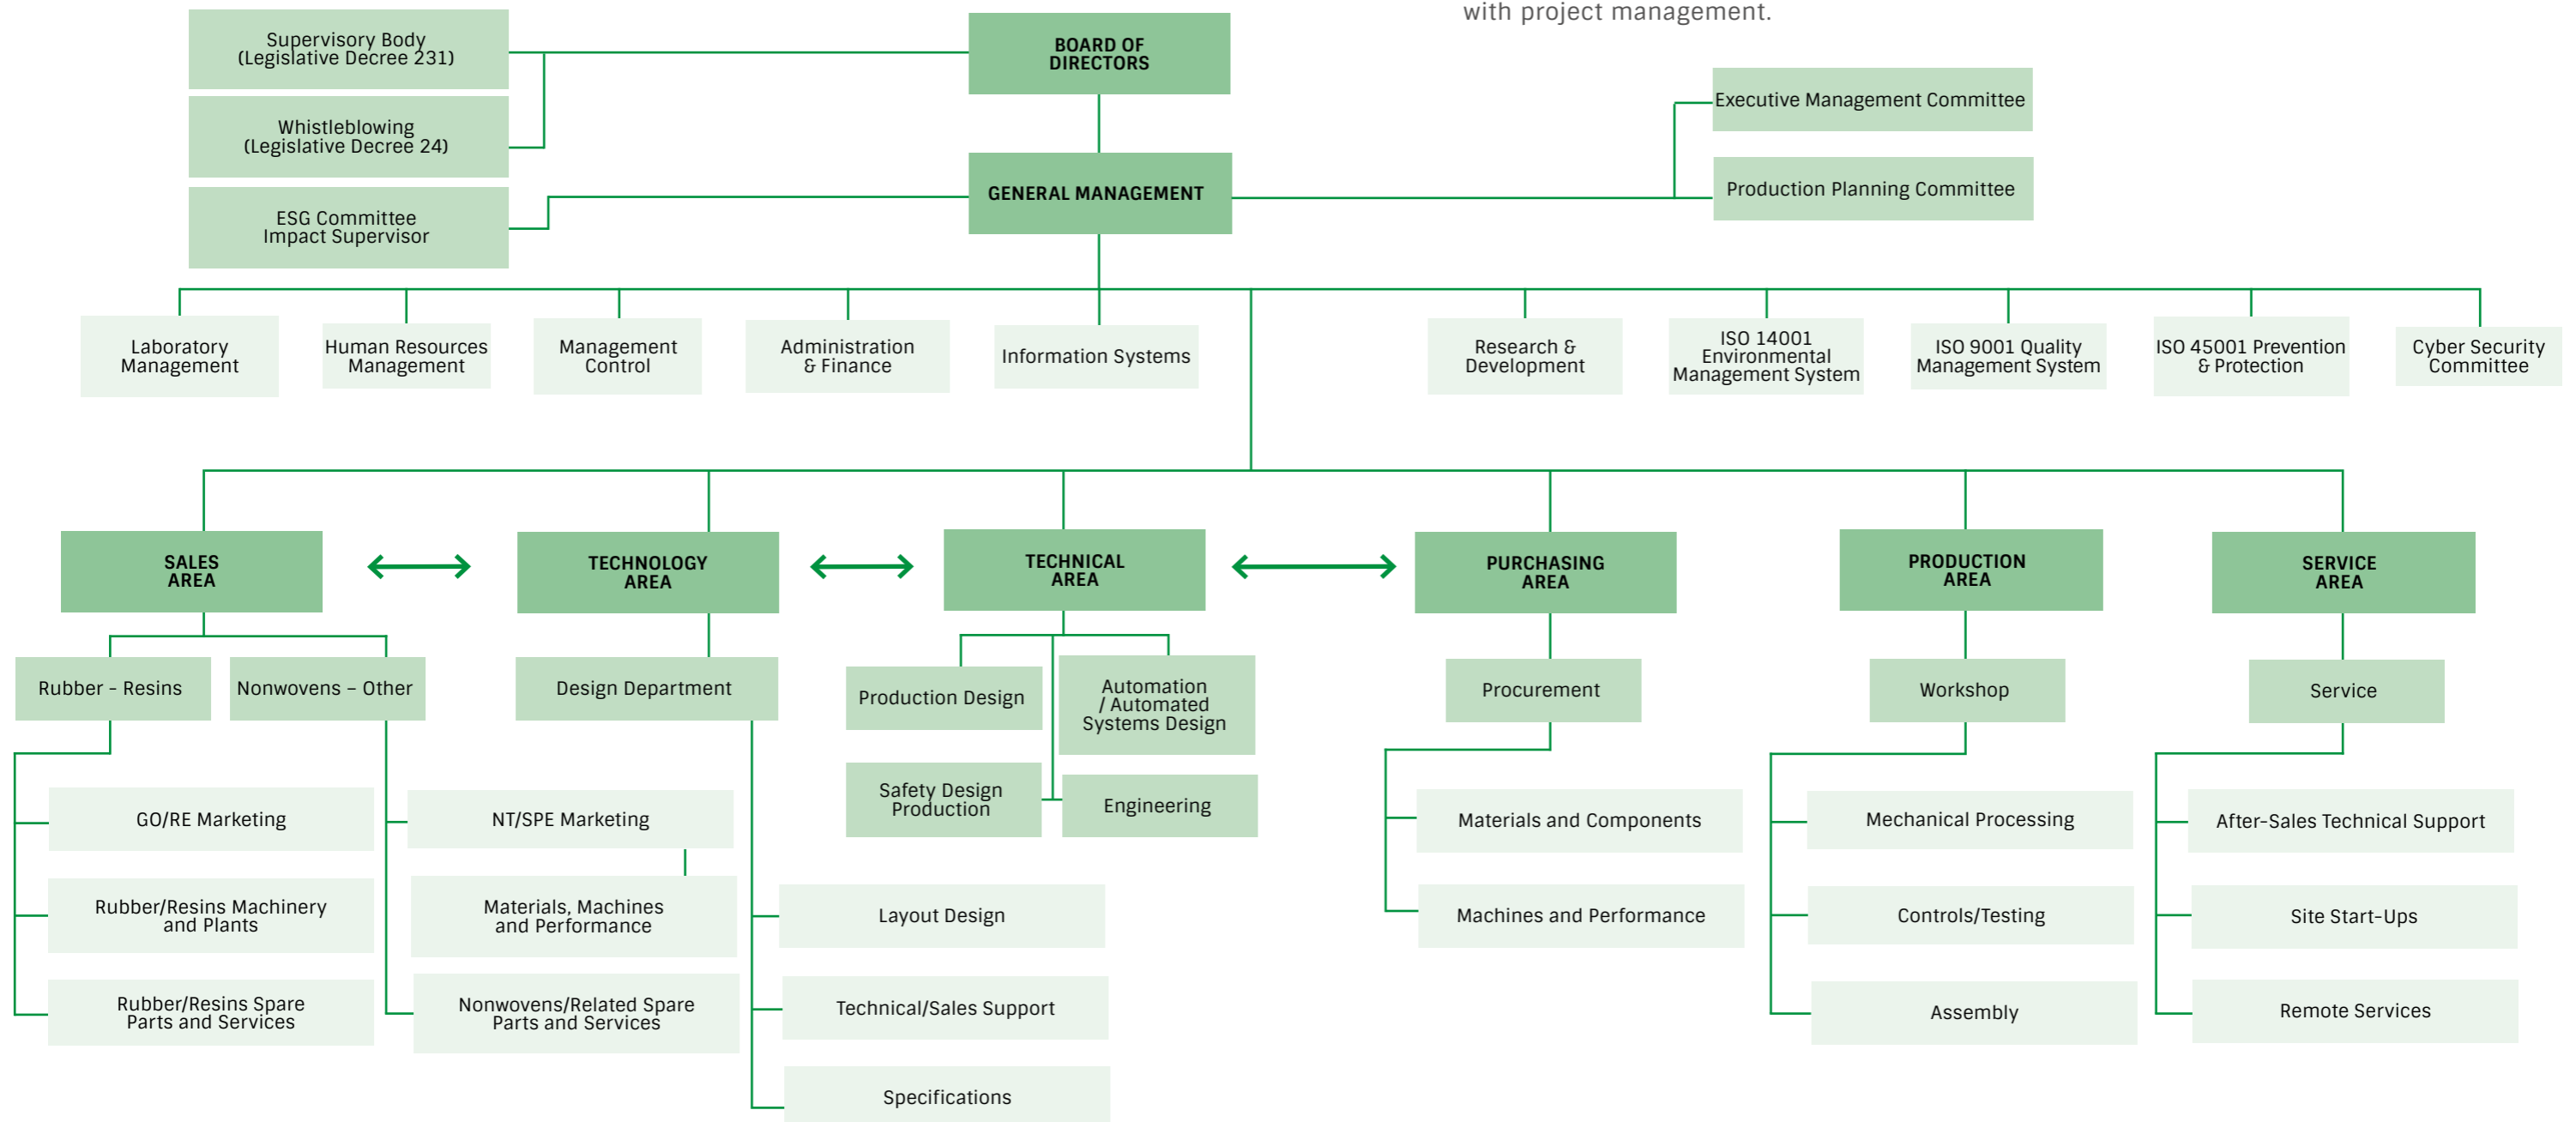 with project management.
Supervisory Body
(Legislative Decree 231)
BOARD OF
DIRECTORS
Whistleblowing
(Legislative Decree 24)
Executive Management Committee
Production Planning Committee
GENERAL MANAGEMENT
ESG Committee
Impact Supervisor
Laboratory
Management
Human Resources
Management
Management
Control
Administration
& Finance
Information Systems
Research &
Development
ISO 14001
Environmental
Management System
ISO 9001 Quality
Management System
ISO 45001 Prevention
& Protection
Cyber Security
Committee
SALES
AREA
TECHNOLOGY
AREA
TECHNICAL
AREA
PURCHASING
AREA
PRODUCTION
AREA
SERVICE
AREA
Rubber - Resins
Nonwovens – Other
Design Department
Production Design
Automation
/ Automated
Systems Design
Procurement
Workshop
Service
Safety Design
Production
Engineering
GO/RE Marketing
NT/SPE Marketing
Materials and Components
Mechanical Processing
After-Sales Technical Support
Rubber/Resins Machinery
and Plants
Materials, Machines
and Performance
Layout Design
Machines and Performance
Controls/Testing
Site Start-Ups
Rubber/Resins Spare
Parts and Services
Nonwovens/Related Spare
Parts and Services
Technical/Sales Support
Assembly
Remote Services
Specifications